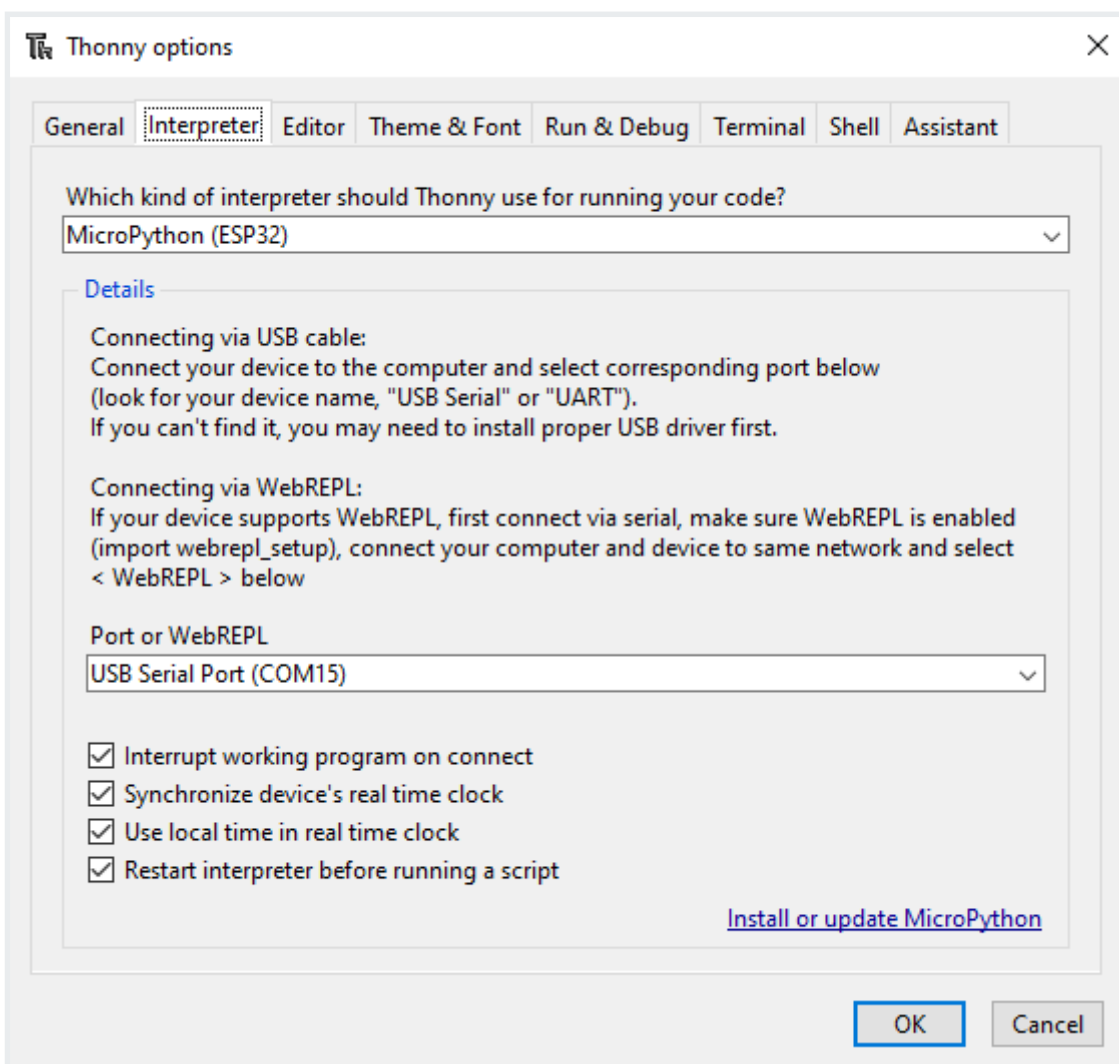 Thonny options
General Interpreter Editor Theme & Font Run & Debug Terminal Shell Assistant
Which kind of interpreter should Thonny use for running your code?
MicroPython (ESP32)
Details
Connecting via USB cable:
Connect your device to the computer and select corresponding port below
(look for your device name, "USB Serial" or "UART").
If you can't find it, you may need to install proper USB driver first.
Connecting via WebREPL:
If your device supports WebREPL, first connect via serial, make sure WebREPL is enabled
(import webrepl_setup), connect your computer and device to same network and select
< WebREPL > below
Port or WebREPL
USB Serial Port (COM15)
Interrupt working program on connect
Synchronize device's real time clock
Use local time in real time clock
Restart interpreter before running a script
Install or update MicroPython
OK Cancel